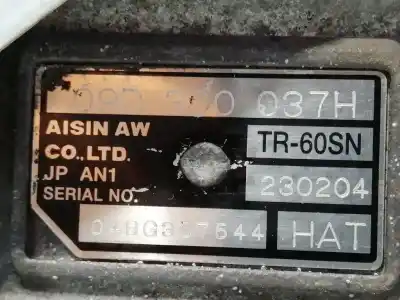 037H
AISIN AW
CO.,LTD.
TR-60SN
JP AN1
230204
SERIAL NO.
HAT